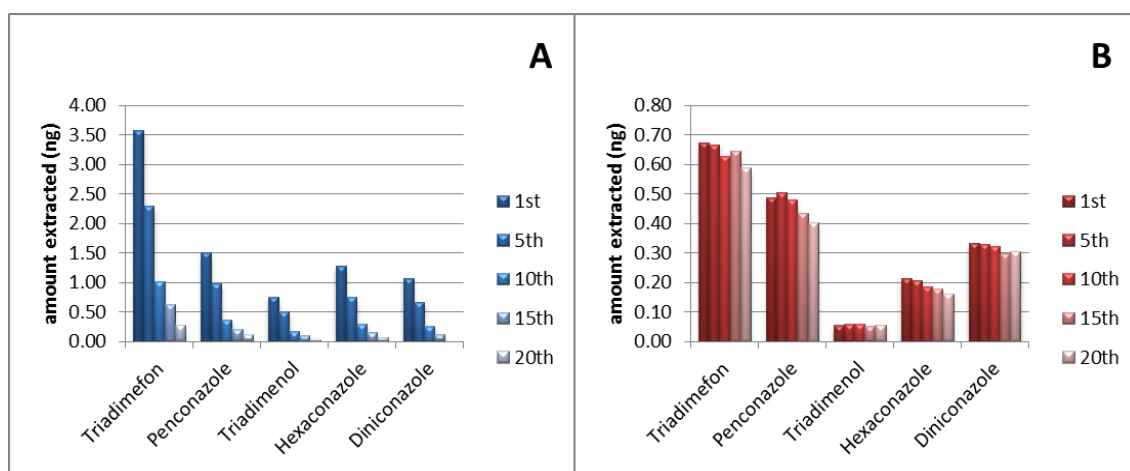 A
amount extracted (ng)
4.00
3.50
3.00
2.50
2.00
1.50
1.00
0.50
0.00
Triadimefon
Penconazole
Triadimenol
Hexaconazole
Diniconazole
1st
5th
10th
15th
20th
B
amount extracted (ng)
0.80
0.70
0.60
0.50
0.40
0.30
0.20
0.10
0.00
Triadimefon
Penconazole
Triadimenol
Hexaconazole
Diniconazole
1st
5th
10th
15th
20th